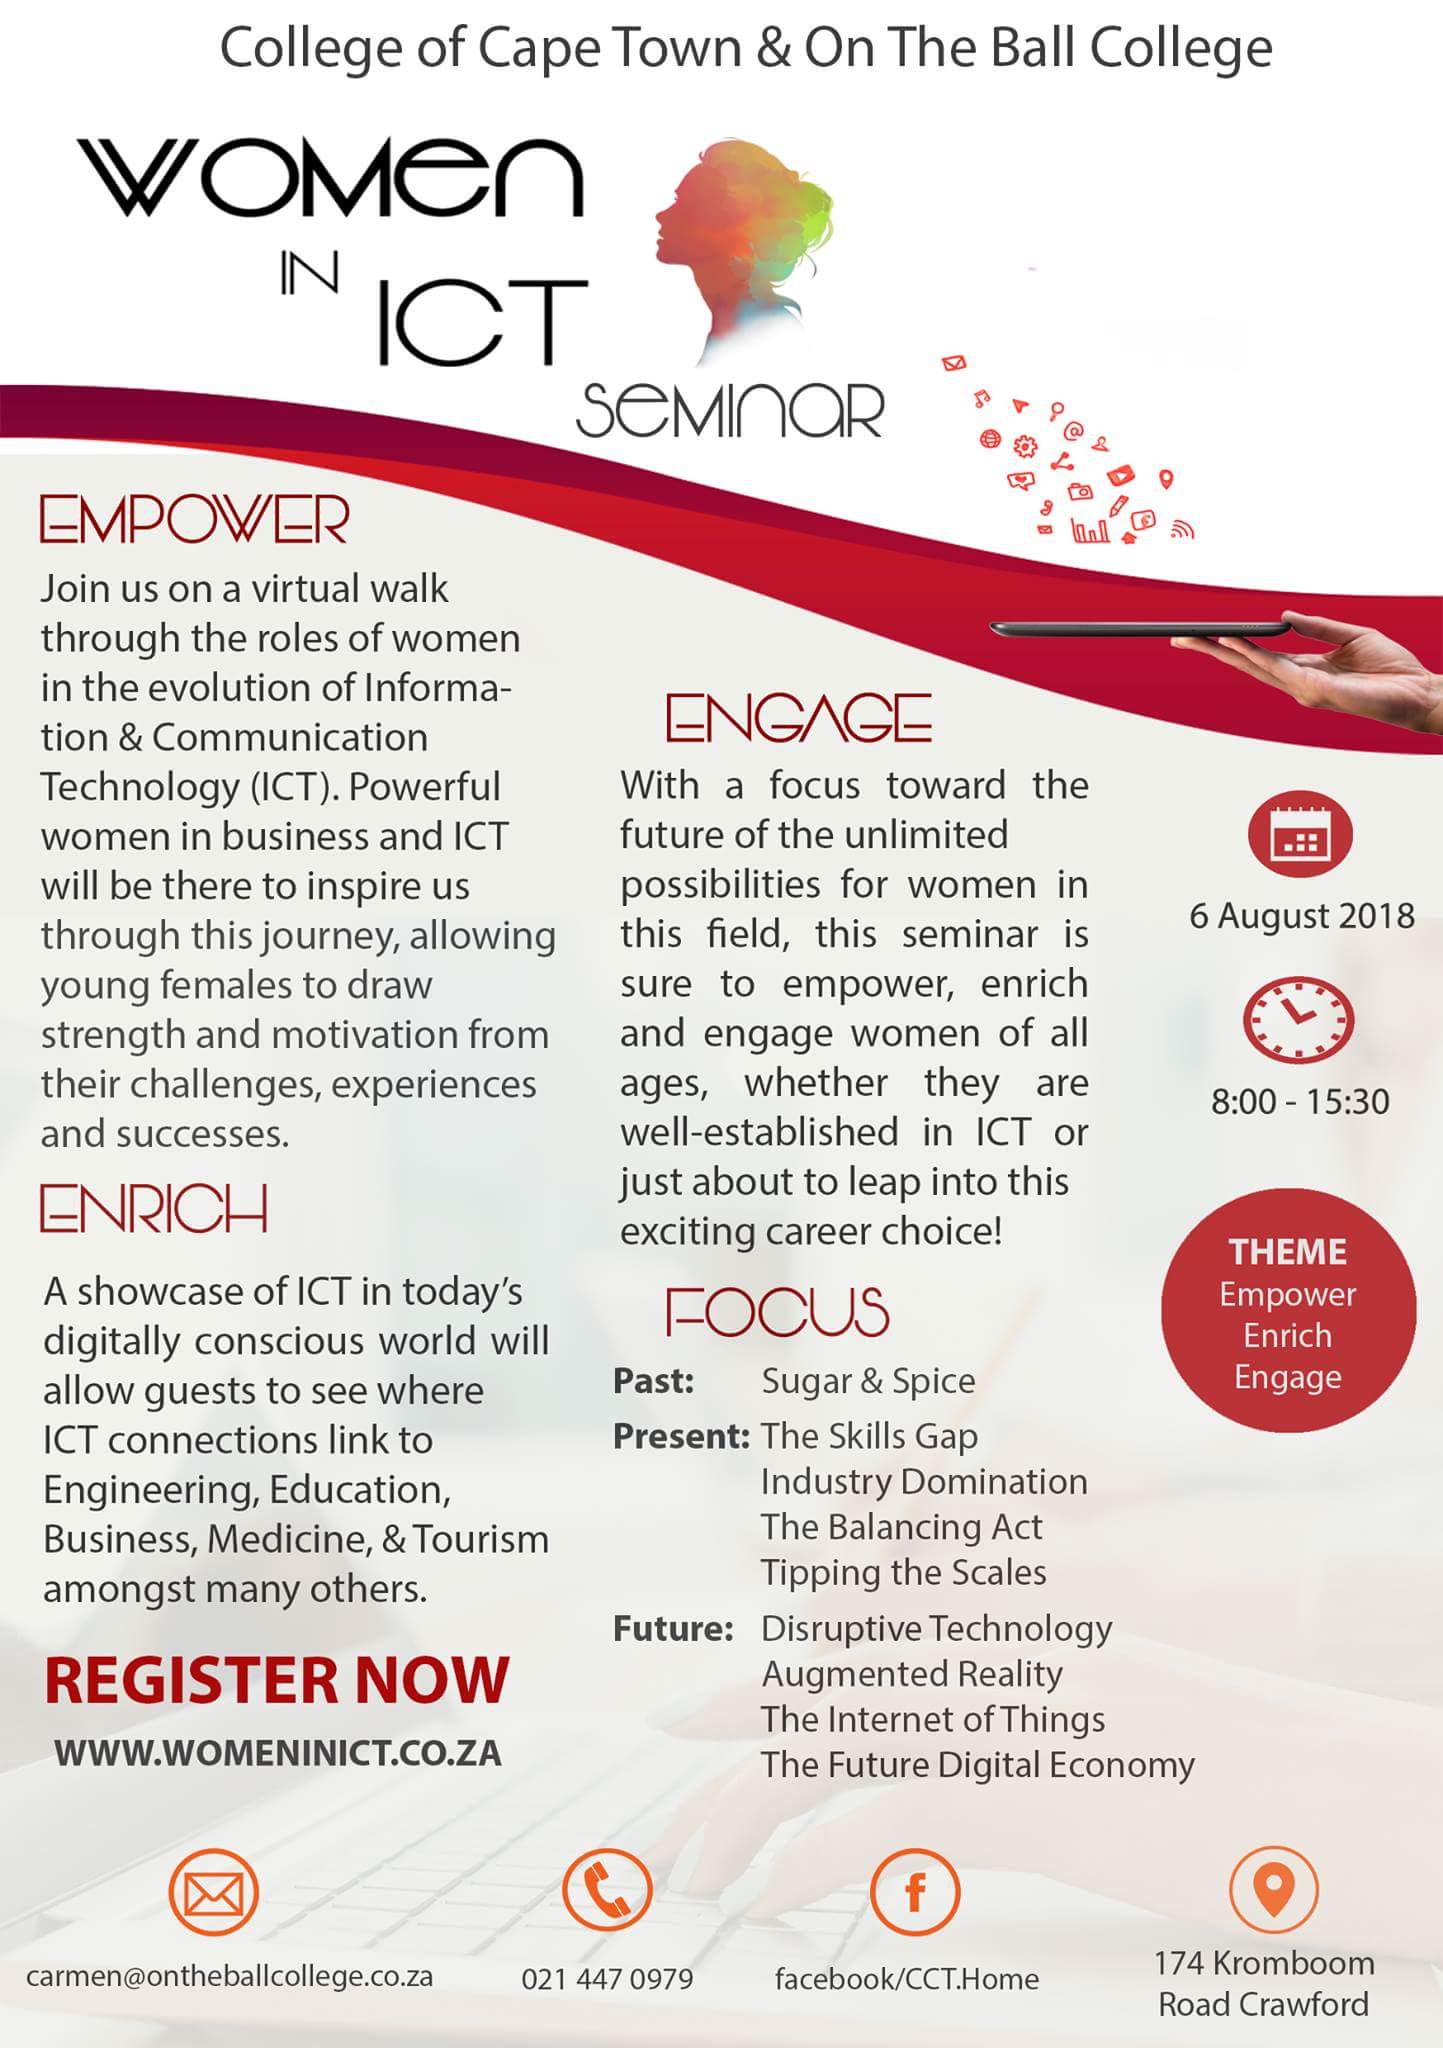 College of Cape Town & On The Ball College
WOMEN
IN
ICT
SEMINAR
EMPOWER
Join us on a virtual walk
through the roles of women
in the evolution of Informa-
tion & Communication
Technology (ICT). Powerful
women in business and ICT
will be there to inspire us
through this journey, allowing
young females to draw
strength and motivation from
their challenges, experiences
and successes.
ENRICH
A showcase of ICT in today's
digitally conscious world will
allow guests to see where
ICT connections link to
Engineering, Education,
Business, Medicine, & Tourism
amongst many others.
REGISTER NOW
WWW.WOMENINICT.CO.ZA
ENGAGE
With a focus toward the
future of the unlimited
possibilities for women in
this field, this seminar is
sure to empower, enrich
and engage women of all
ages, whether they are
well-established in ICT or
just about to leap into this
exciting career choice!
FOCUS
Past: Sugar & Spice
Present: The Skills Gap
Industry Domination
The Balancing Act
Tipping the Scales
Future: Disruptive Technology
Augmented Reality
The Internet of Things
The Future Digital Economy
6 August 2018
8:00 - 15:30
THEME
Empower
Enrich
Engage
carmen@ontheballcollege.co.za
021 447 0979
facebook/CCT.Home
174 Kromboom
Road Crawford